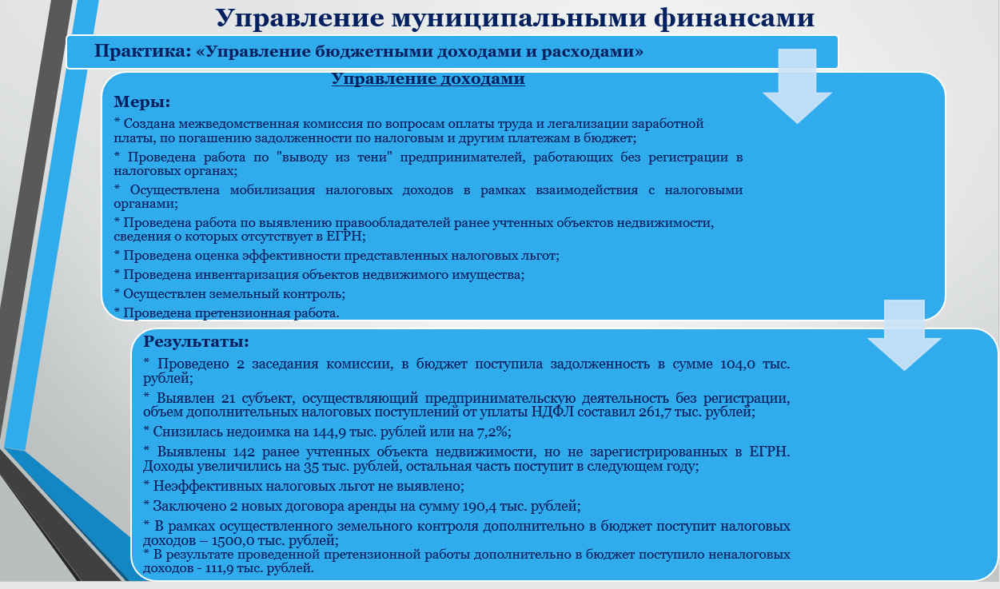 Управление муниципальными финансами
Практика: «Управление бюджетными доходами и расходами»
Управление доходами
Меры:
* Создана межведомственная комиссия по вопросам оплаты труда и легализации заработной
платы, по погашению задолженности по налоговым и другим платежам в бюджет;
* Проведена работа по "выводу из тени" предпринимателей, работающих без регистрации в
налоговых органах;
* Осуществлена мобилизация налоговых доходов в рамках взаимодействия с налоговыми
органами;
* Проведена работа по выявлению правообладателей ранее учтенных объектов недвижимости,
сведения о которых отсутствует в ЕГРН;
* Проведена оценка эффективности представленных налоговых льгот;
* Проведена инвентаризация объектов недвижимого имущества;
* Осуществлен земельный контроль;
* Проведена претензионная работа.
Результаты:
* Проведено 2 заседания комиссии, в бюджет поступила задолженность в сумме 104,0 тыс.
рублей;
* Выявлен 21 субъект, осуществляющий предпринимательскую деятельность без регистрации,
объем дополнительных налоговых поступлений от уплаты НДФЛ составил 261,7 тыс. рублей;
* Снизилась недоимка на 144,9 тыс. рублей или на 7,2%;
* Выявлены 142 ранее учтенных объекта недвижимости, но не зарегистрированных в ЕГРН.
Доходы увеличились на 35 тыс. рублей, остальная часть поступит в следующем году;
* Неэффективных налоговых льгот не выявлено;
* Заключено 2 новых договора аренды на сумму 190,4 тыс. рублей;
* В рамках осуществленного земельного контроля дополнительно в бюджет поступит налоговых
доходов – 1500,0 тыс. рублей;
* В результате проведенной претензионной работы дополнительно в бюджет поступило неналоговых
доходов - 111,9 тыс. рублей.